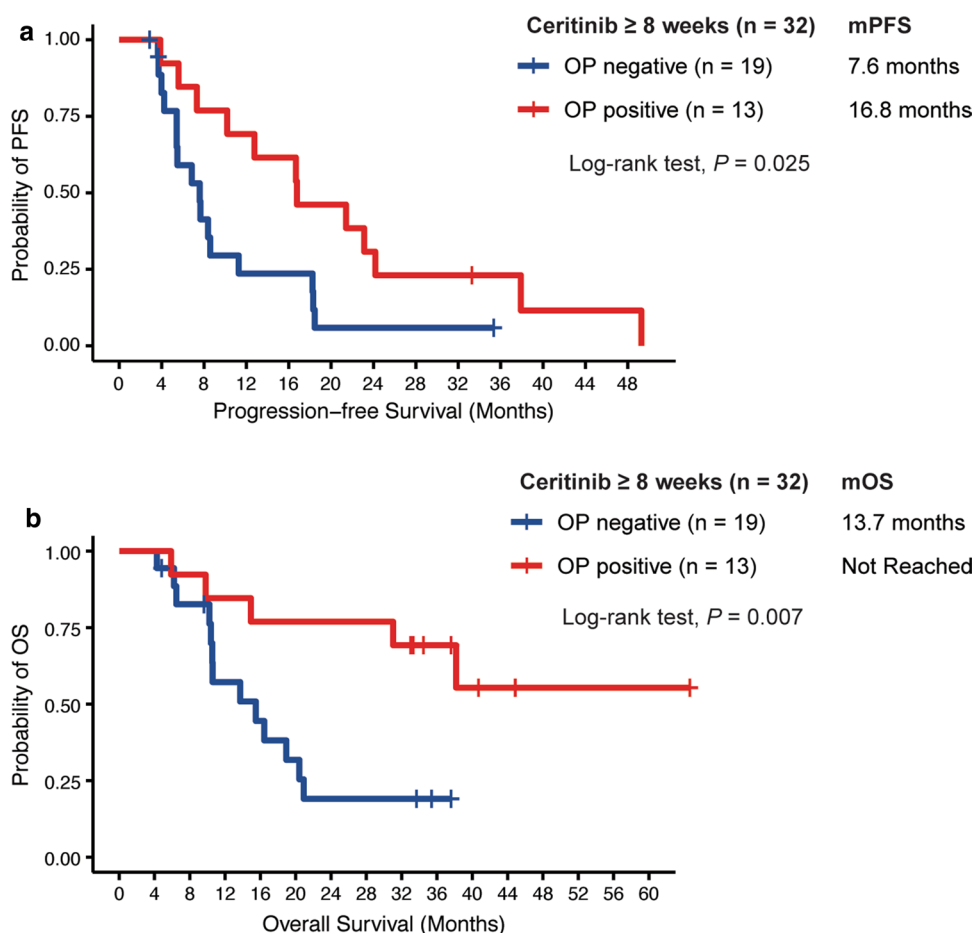 a
Ceritinib ≥ 8 weeks (n = 32) mPFS
OP negative (n = 19) 7.6 months
OP positive (n = 13) 16.8 months
Log-rank test, P = 0.025
Probability of PFS
1.00
0.75
0.50
0.25
0.00
0 4 8 12 16 20 24 28 32 36 40 44 48
Progression–free Survival (Months)
b
Ceritinib ≥ 8 weeks (n = 32) mOS
OP negative (n = 19) 13.7 months
OP positive (n = 13) Not Reached
Log-rank test, P = 0.007
Probability of OS
1.00
0.75
0.50
0.25
0.00
0 4 8 12 16 20 24 28 32 36 40 44 48 52 56 60
Overall Survival (Months)